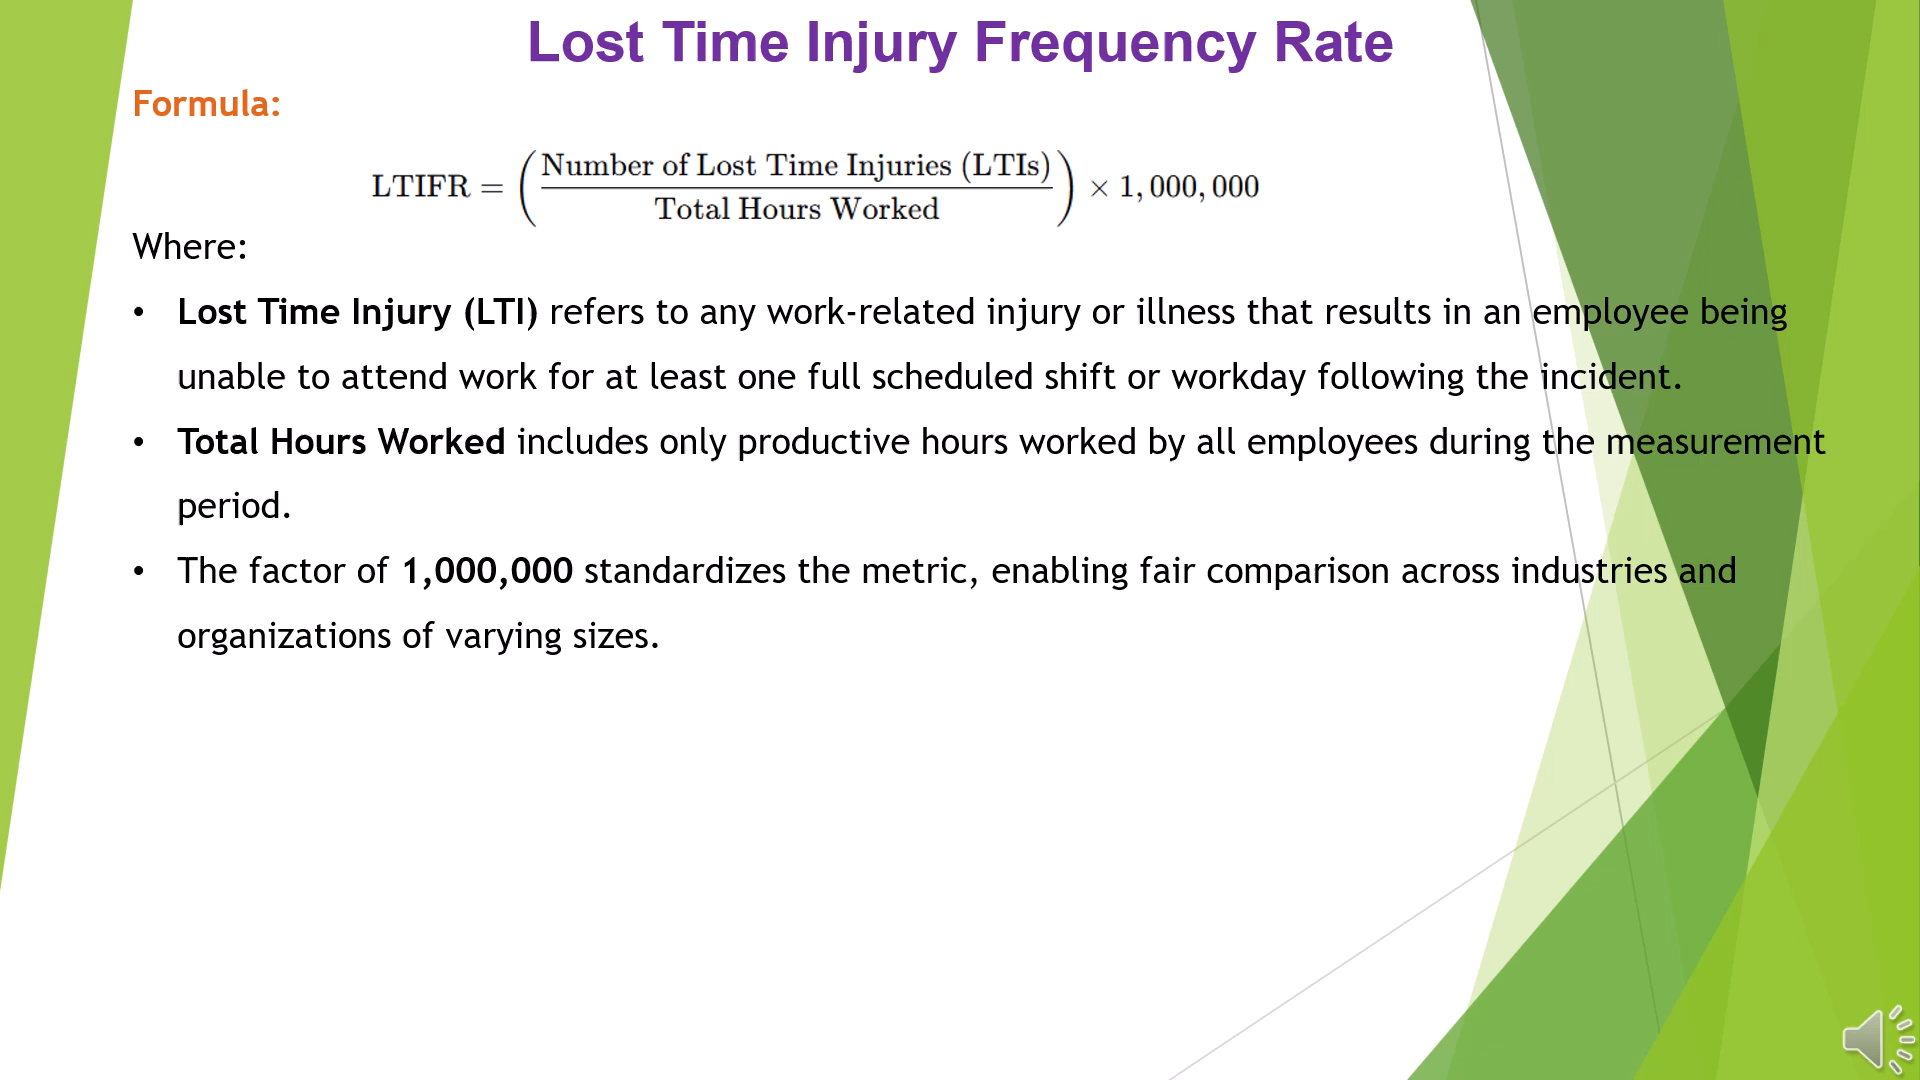 Lost Time Injury Frequency Rate
Formula:
LTIFR = (Number of Lost Time Injuries (LTIs) / Total Hours Worked) × 1,000,000
Where:
• Lost Time Injury (LTI) refers to any work-related injury or illness that results in an employee being
unable to attend work for at least one full scheduled shift or workday following the incident.
• Total Hours Worked includes only productive hours worked by all employees during the measurement
period.
• The factor of 1,000,000 standardizes the metric, enabling fair comparison across industries and
organizations of varying sizes.